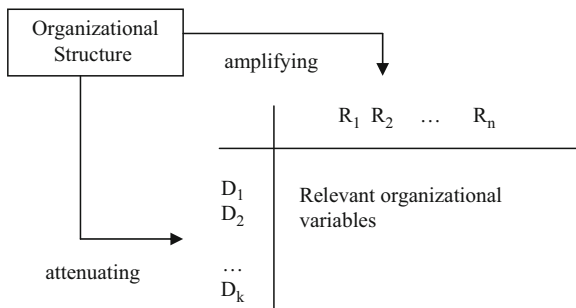 Organizational
Structure
amplifying
R₁ R₂ … Rₙ
D₁
D₂
…
Dₖ
Relevant organizational
variables
attenuating